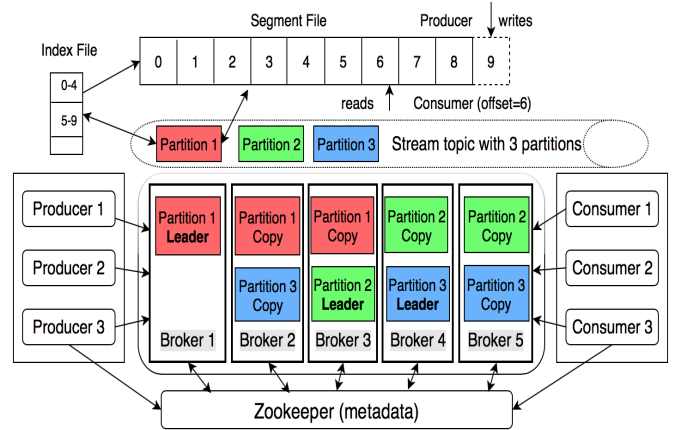 Segment File
Producer
writes
Index File
0 1 2 3 4 5 6 7 8 9
0-4
5-9
reads
Consumer (offset=6)
Partition 1
Partition 2
Partition 3
Stream topic with 3 partitions
Producer 1
Producer 2
Producer 3
Partition 1
Leader
Broker 1
Partition 1
Copy
Partition 3
Copy
Broker 2
Partition 1
Copy
Partition 2
Leader
Broker 3
Partition 2
Copy
Partition 3
Leader
Broker 4
Partition 2
Copy
Partition 3
Copy
Broker 5
Consumer 1
Consumer 2
Consumer 3
Zookeeper (metadata)